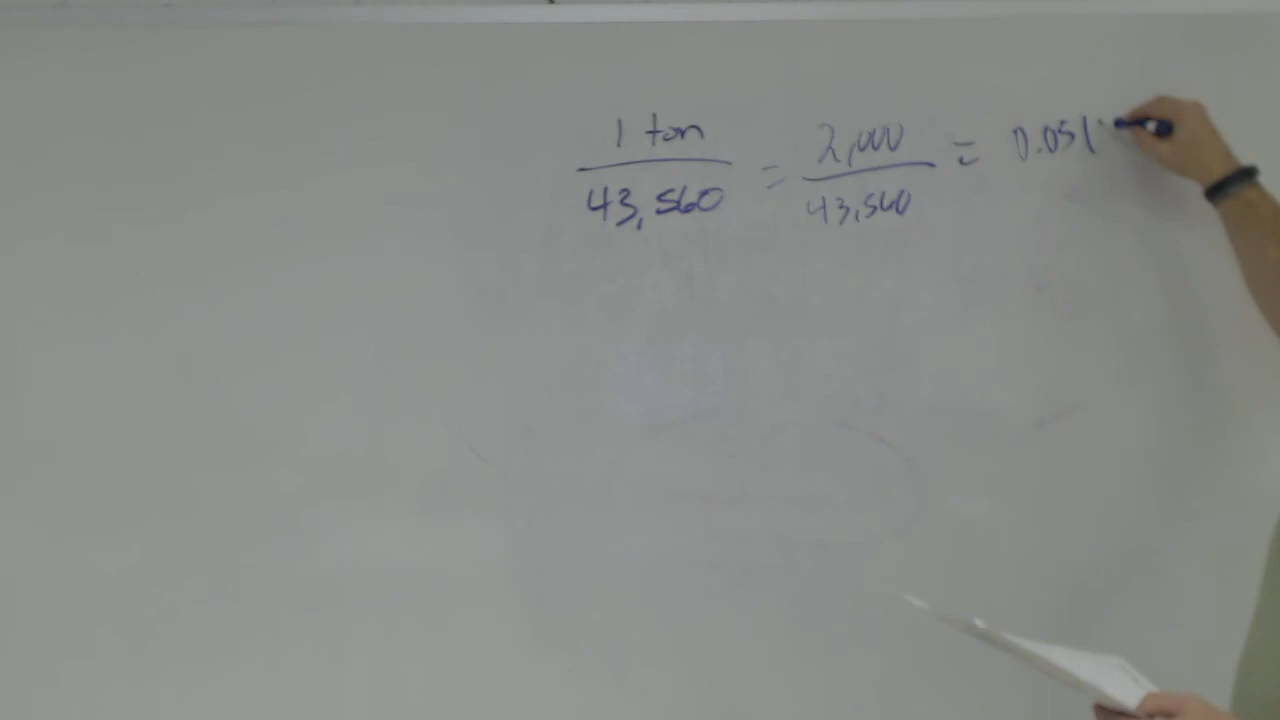 1 ton / 43,560 = 2,000 / 43,560 = 0.051